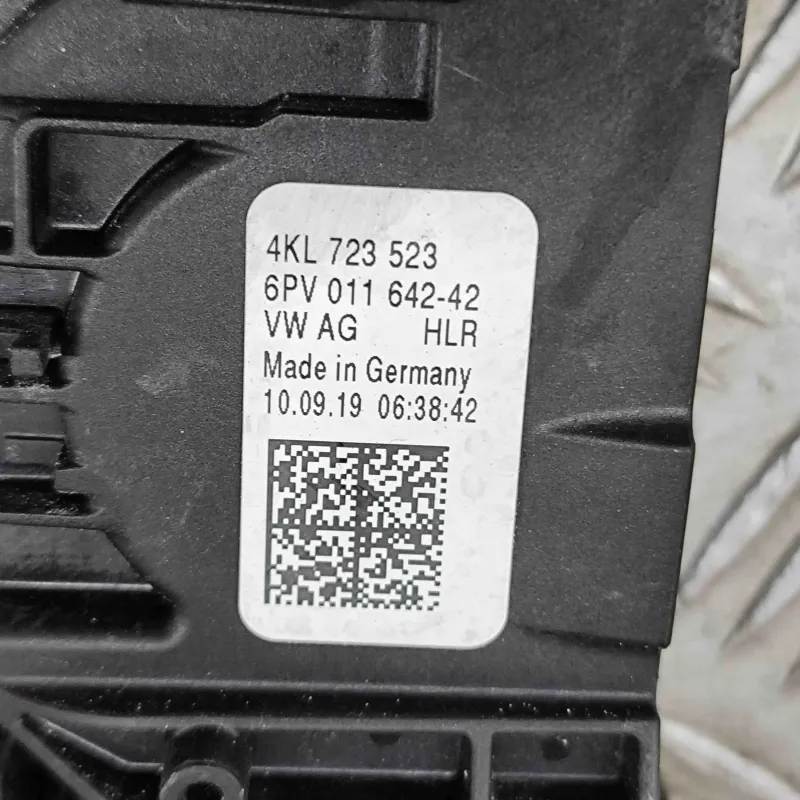 4KL 723 523
6PV 011 642-42
VW AG HLR
Made in Germany
10.09.19 06:38:42